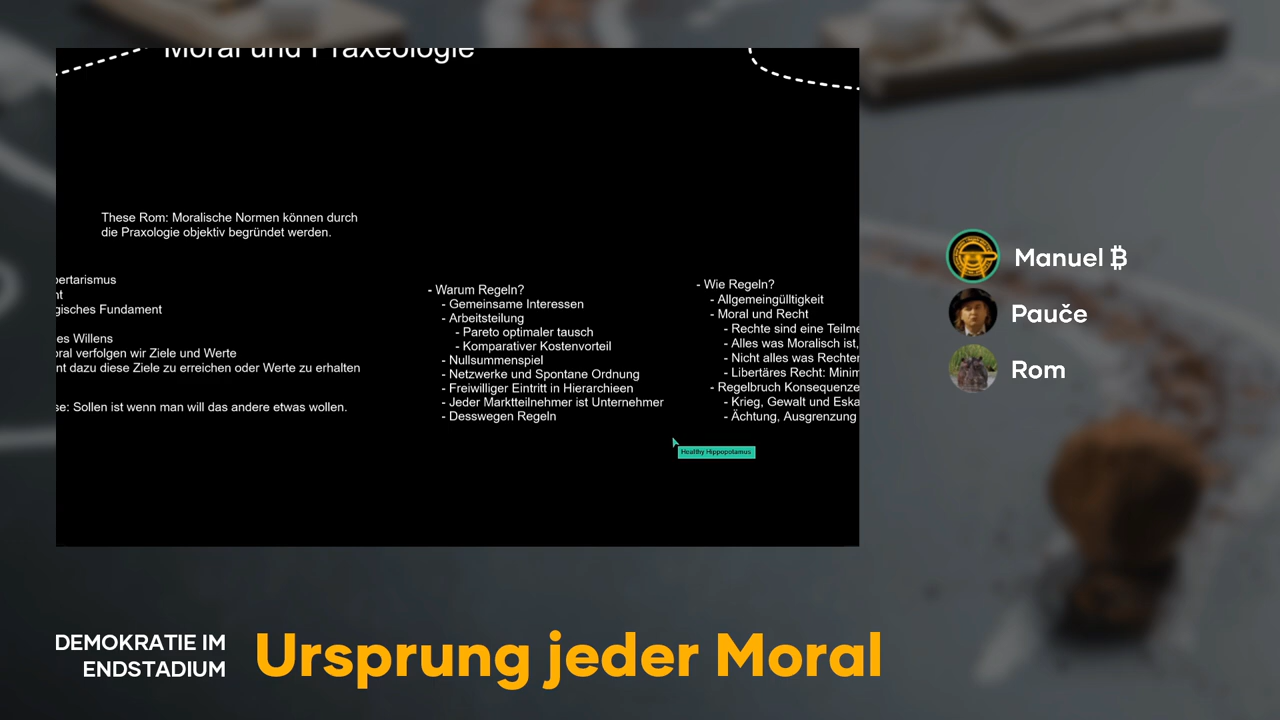 Moral und Praxeologie
These Rom: Moralische Normen können durch
die Praxologie objektiv begründet werden.
bertarismus
ht
gisches Fundament
es Willens
oral verfolgen wir Ziele und Werte
nt dazu diese Ziele zu erreichen oder Werte zu erhalten
se: Sollen ist wenn man will das andere etwas wollen.
- Warum Regeln?
- Gemeinsame Interessen
- Arbeitsteilung
- Pareto optimaler tausch
- Komparativer Kostenvorteil
- Nullsummenspiel
- Netzwerke und Spontane Ordnung
- Freiwilliger Eintritt in Hierarchieen
- Jeder Marktteilnehmer ist Unternehmer
- Desswegen Regeln
- Wie Regeln?
- Allgemeingülltigkeit
- Moral und Recht
- Rechte sind eine Teilme
- Alles was Moralisch ist,
- Nicht alles was Rechter
- Libertäres Recht: Minim
- Regelbruch Konsequenze
- Krieg, Gewalt und Eska
- Ächtung, Ausgrenzung
Healthy Hippopotamus
Manuel ₿
Pauče
Rom
DEMOKRATIE IM
ENDSTADIUM
Ursprung jeder Moral